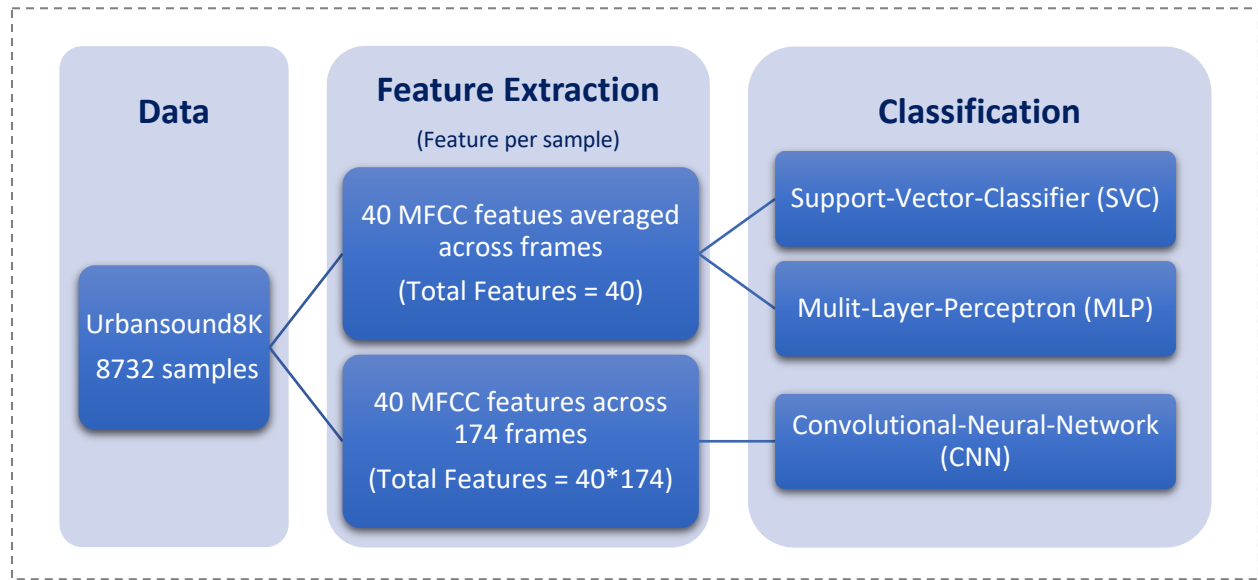 Data
Urbansound8K
8732 samples
Feature Extraction
(Feature per sample)
40 MFCC featues averaged
across frames
(Total Features = 40)
40 MFCC features across
174 frames
(Total Features = 40*174)
Classification
Support-Vector-Classifier (SVC)
Mulit-Layer-Perceptron (MLP)
Convolutional-Neural-Network
(CNN)